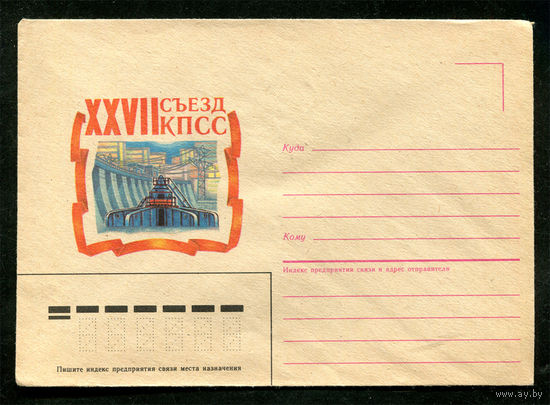 XXVII СЪЕЗД
КПСС
Куда
Кому
Индекс предприятия связи и адрес отправителя
Пишите индекс предприятия связи места назначения
www.ay.by